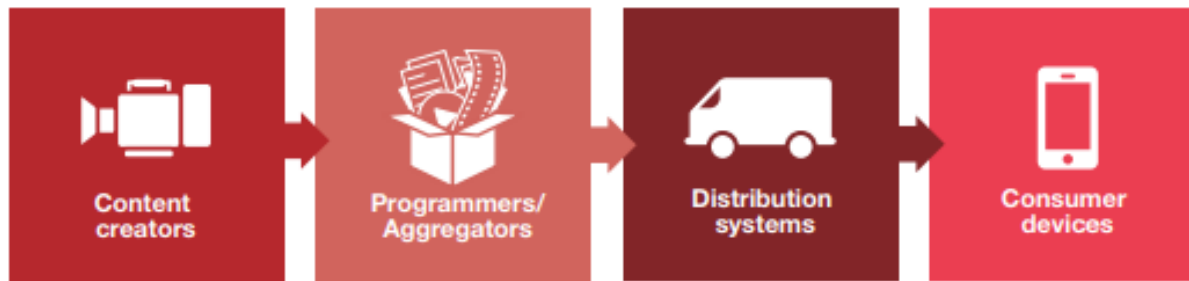 Content
creators
Programmers/
Aggregators
Distribution
systems
Consumer
devices